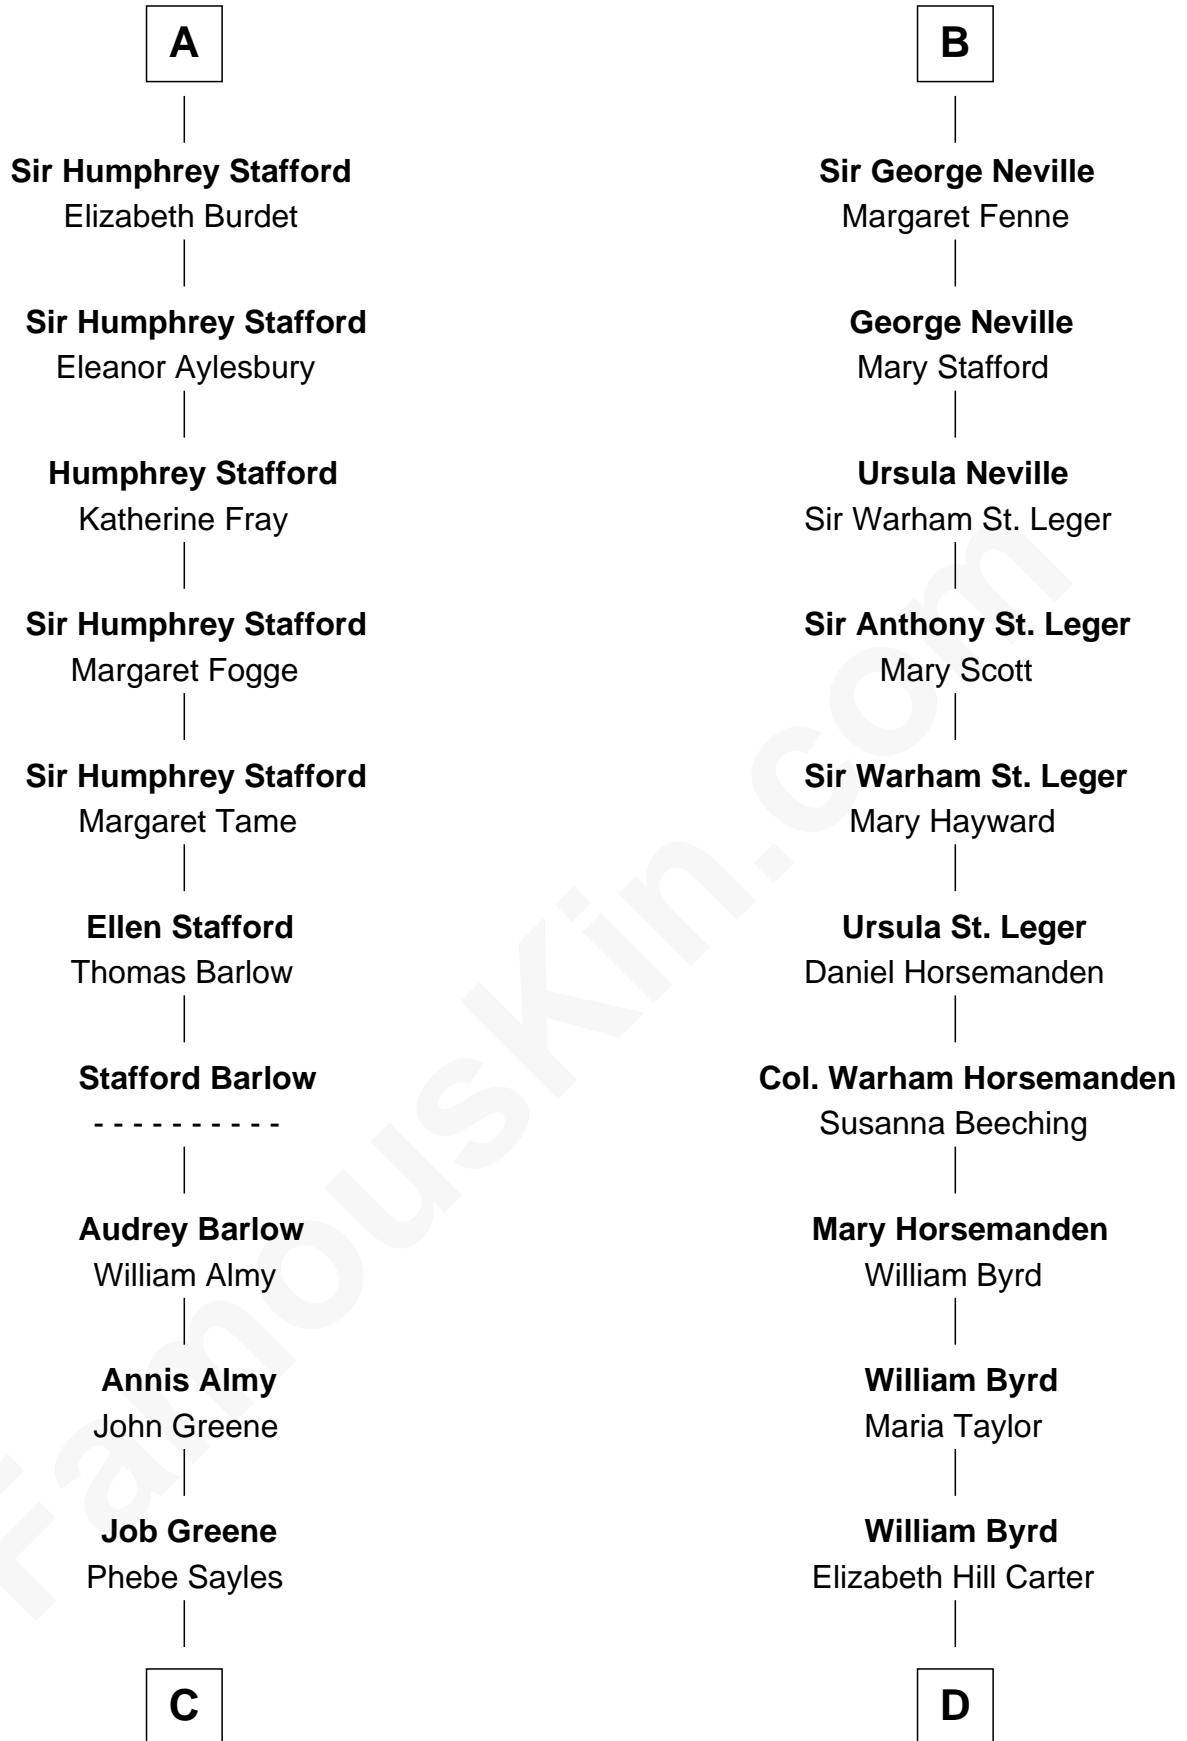 A
Sir Humphrey Stafford
Elizabeth Burdet
Sir Humphrey Stafford
Eleanor Aylesbury
Humphrey Stafford
Katherine Fray
Sir Humphrey Stafford
Margaret Fogge
Sir Humphrey Stafford
Margaret Tame
Ellen Stafford
Thomas Barlow
Stafford Barlow
- - - - - - - - - -
Audrey Barlow
William Almy
Annis Almy
John Greene
Job Greene
Phebe Sayles
C
B
Sir George Neville
Margaret Fenne
George Neville
Mary Stafford
Ursula Neville
Sir Warham St. Leger
Sir Anthony St. Leger
Mary Scott
Sir Warham St. Leger
Mary Hayward
Ursula St. Leger
Daniel Horsemanden
Col. Warham Horsemanden
Susanna Beeching
Mary Horsemanden
William Byrd
William Byrd
Maria Taylor
William Byrd
Elizabeth Hill Carter
D
FamousKin.com